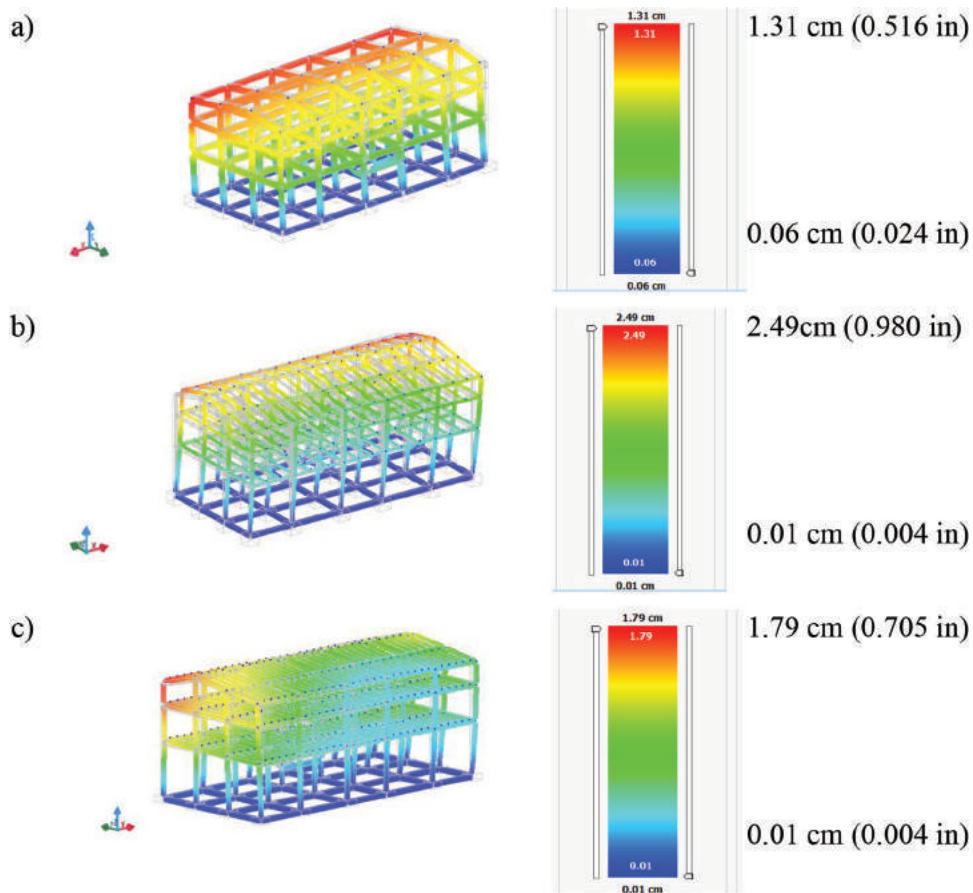 a)
1.31 cm
1.31
1.31 cm (0.516 in)
0.06 cm (0.024 in)
0.06
0.06 cm
b)
2.49 cm
2.49
2.49cm (0.980 in)
0.01 cm (0.004 in)
0.01
0.01 cm
c)
1.79 cm
1.79
1.79 cm (0.705 in)
0.01 cm (0.004 in)
0.01
0.01 cm